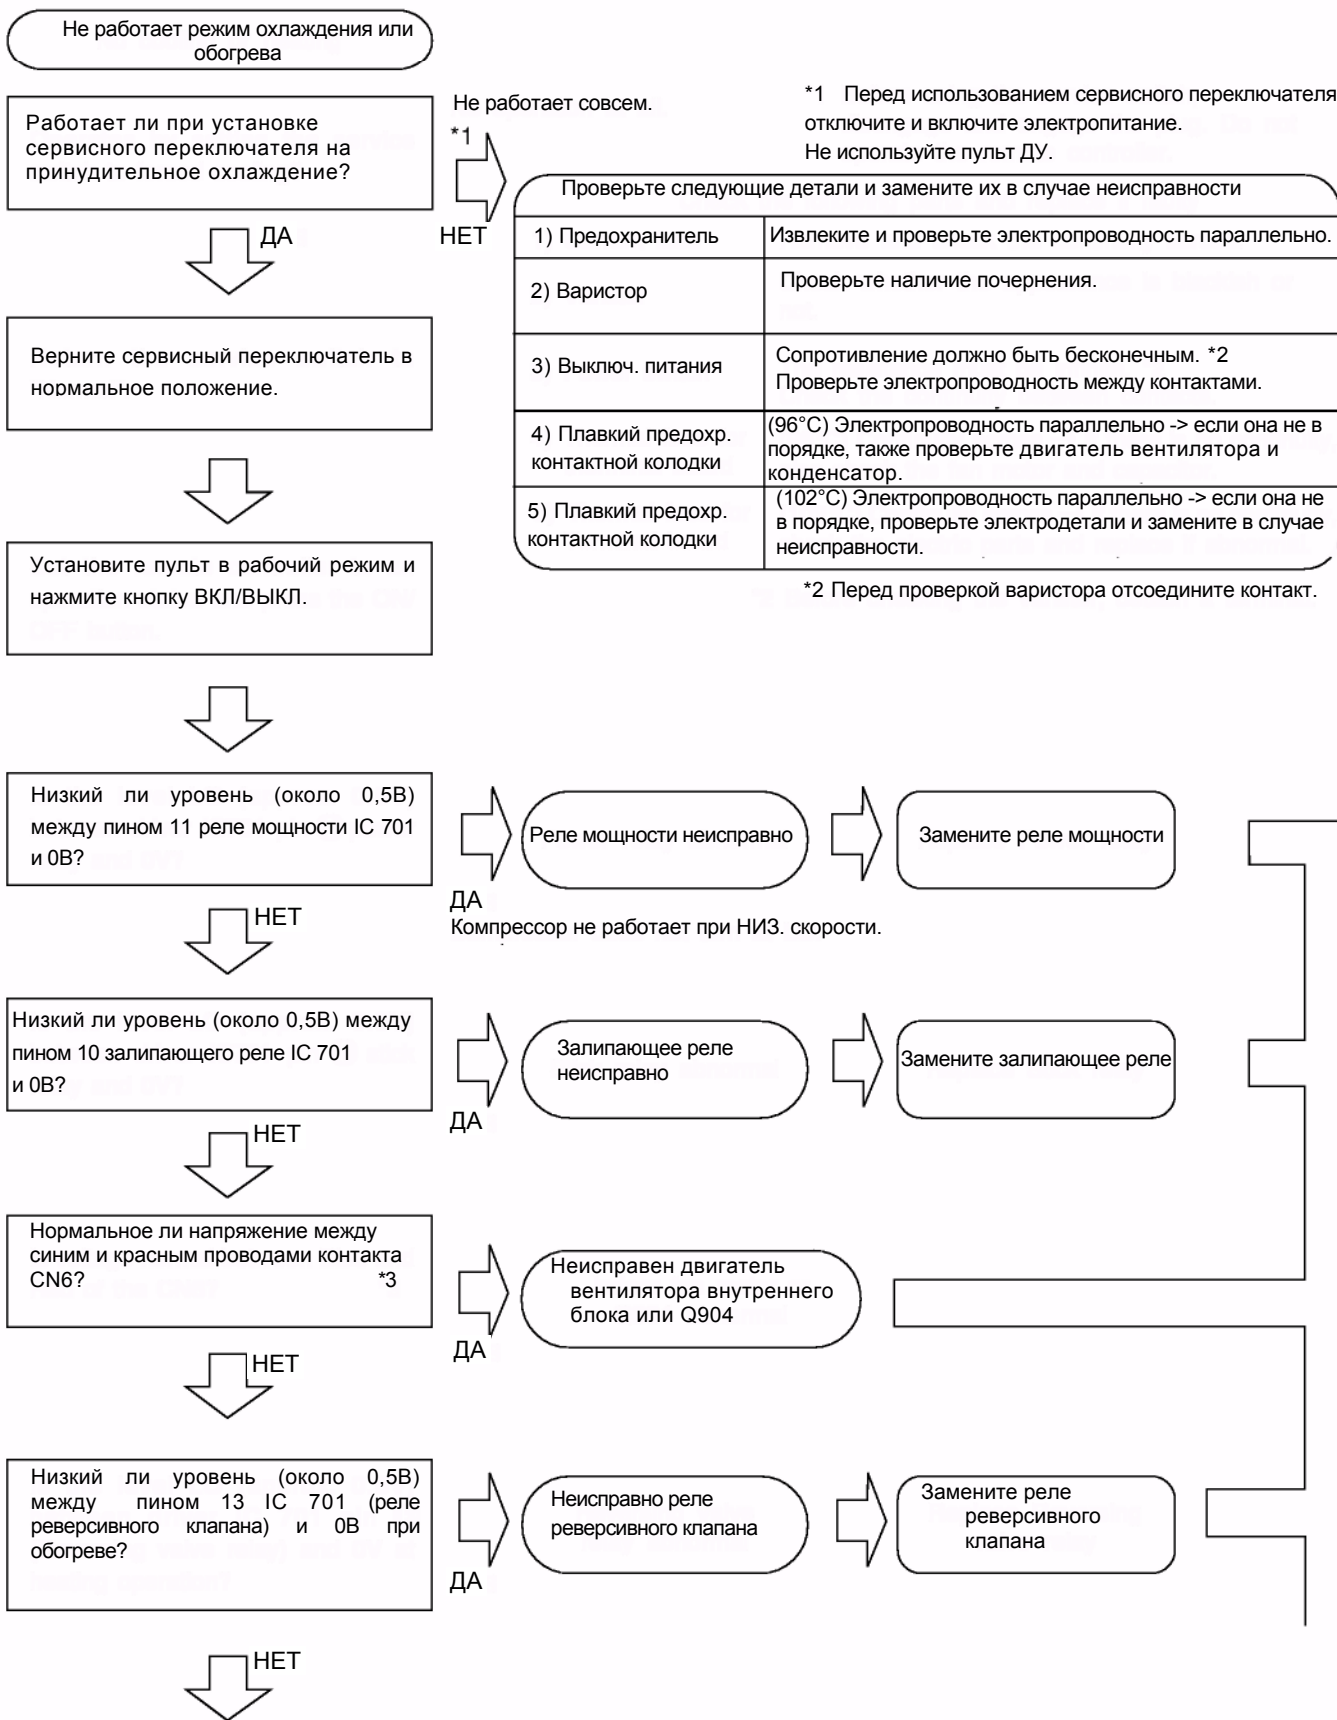 Не работает режим охлаждения или
обогрева
Работает ли при установке
сервисного переключателя на
принудительное охлаждение?
Не работает совсем.
*1
*1 Перед использованием сервисного переключателя
отключите и включите электропитание.
Не используйте пульт ДУ.
ДА
НЕТ
Проверьте следующие детали и замените их в случае неисправности
1) Предохранитель
Извлеките и проверьте электропроводность параллельно.
2) Варистор
Проверьте наличие почернения.
3) Выключ. питания
Сопротивление должно быть бесконечным. *2
Проверьте электропроводность между контактами.
4) Плавкий предохр.
контактной колодки
(96°C) Электропроводность параллельно -> если она не в
порядке, также проверьте двигатель вентилятора и
конденсатор.
5) Плавкий предохр.
контактной колодки
(102°C) Электропроводность параллельно -> если она не
в порядке, проверьте электродетали и замените в случае
неисправности.
*2 Перед проверкой варистора отсоедините контакт.
Верните сервисный переключатель в
нормальное положение.
Установите пульт в рабочий режим и
нажмите кнопку ВКЛ/ВЫКЛ.
Низкий ли уровень (около 0,5В)
между пином 11 реле мощности IC 701
и 0В?
Реле мощности неисправно
Замените реле мощности
НЕТ
ДА
Компрессор не работает при НИЗ. скорости.
Низкий ли уровень (около 0,5В) между
пином 10 залипающего реле IC 701
и 0В?
Залипающее реле
неисправно
Замените залипающее реле
НЕТ
ДА
Нормальное ли напряжение между
синим и красным проводами контакта
CN6? *3
Неисправен двигатель
вентилятора внутреннего
блока или Q904
НЕТ
ДА
Низкий ли уровень (около 0,5В)
между пином 13 IC 701 (реле
реверсивного клапана) и 0В при
обогреве?
Неисправно реле
реверсивного клапана
Замените реле
реверсивного
клапана
ДА
НЕТ